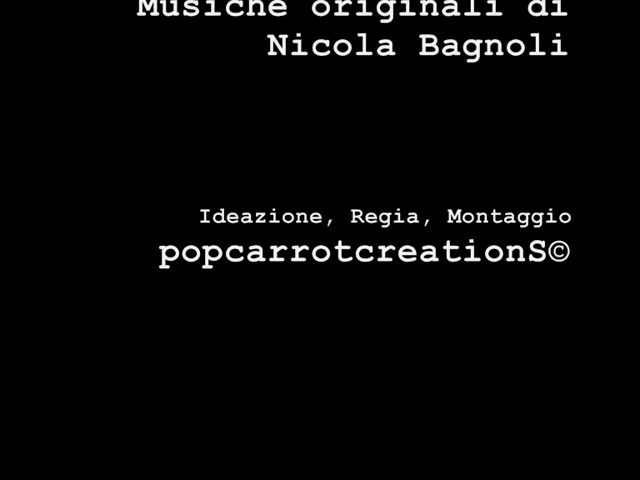 Musiche originali di
Nicola Bagnoli
Ideazione, Regia, Montaggio
popcarrotcreationS©